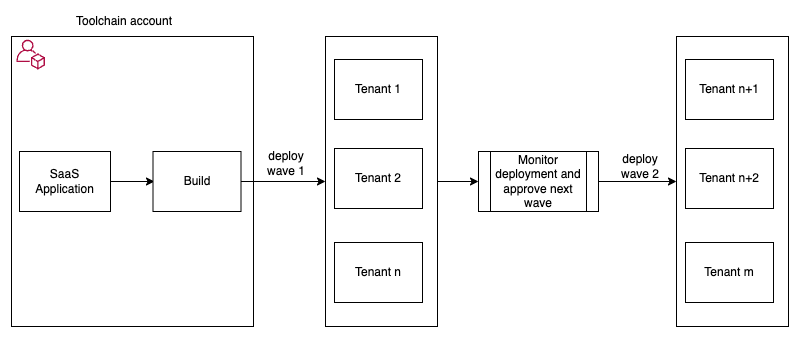 Toolchain account
SaaS
Application
Build
deploy
wave 1
Tenant 1
Tenant 2
Tenant n
Monitor
deployment and
approve next
wave
deploy
wave 2
Tenant n+1
Tenant n+2
Tenant m